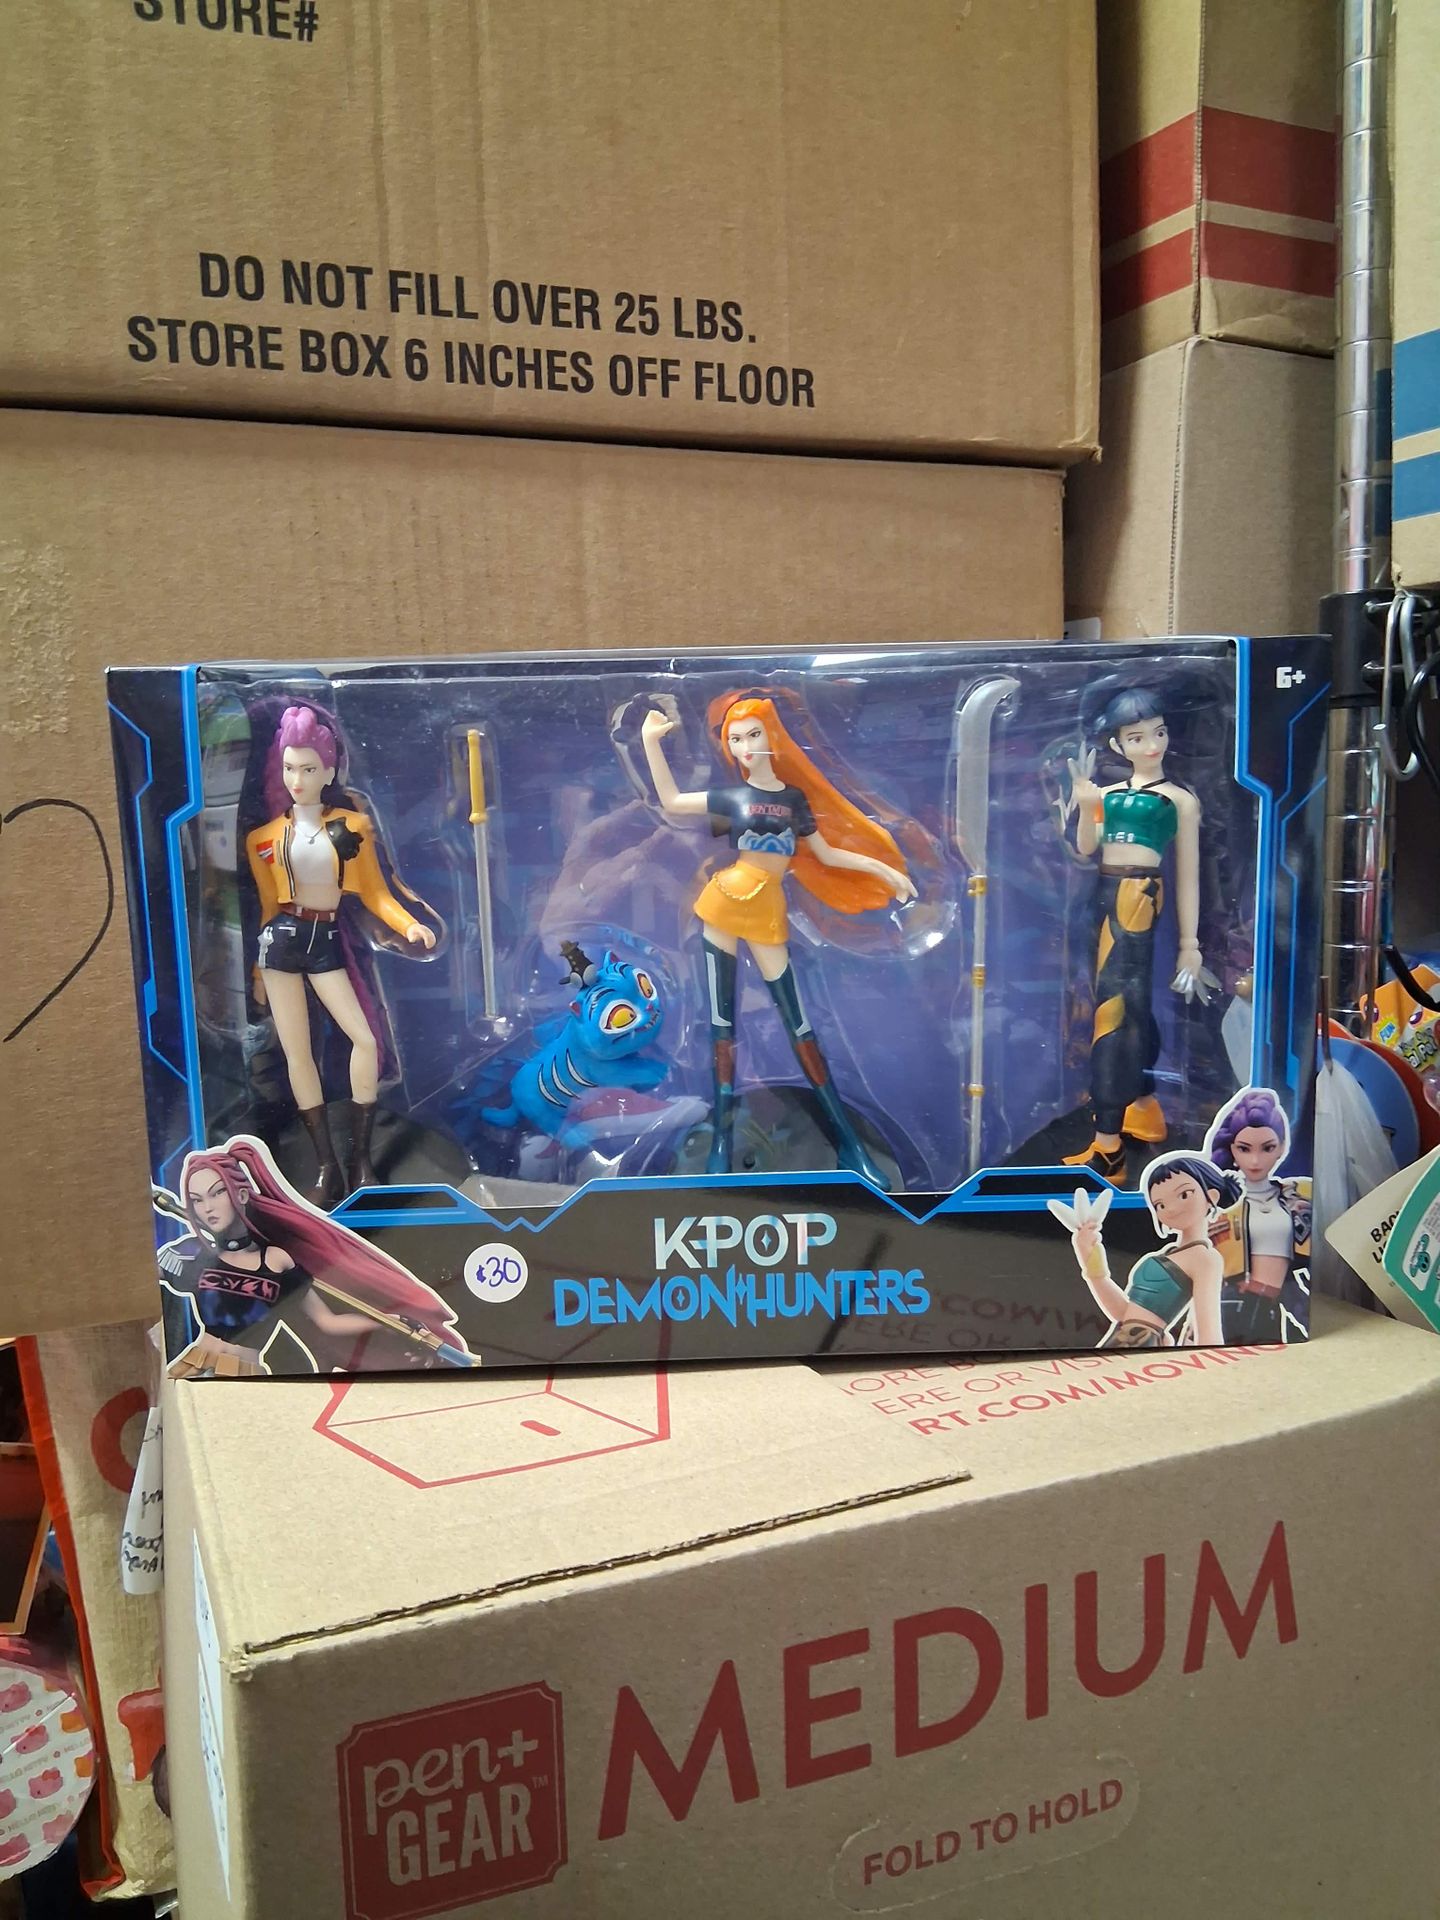 STORE#
DO NOT FILL OVER 25 LBS.
STORE BOX 6 INCHES OFF FLOOR
6+
$30
K-POP
DEMON HUNTERS
RT.COM/MOVING
pen+
GEAR™
MEDIUM
FOLD TO HOLD